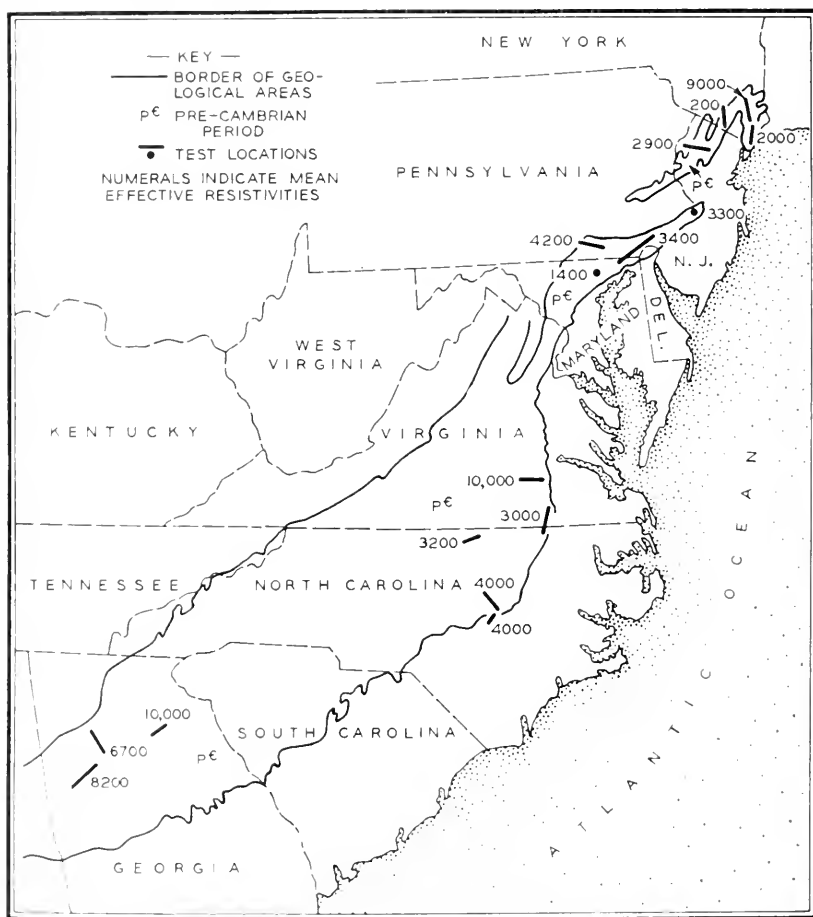 NEW YORK
— KEY —
BORDER OF GEO-
LOGICAL AREAS
P€ PRE-CAMBRIAN
PERIOD
TEST LOCATIONS
NUMERALS INDICATE MEAN
EFFECTIVE RESISTIVITIES
9000
200
2000
2900
PENNSYLVANIA
P€
3300
4200
3400
1400
N. J.
P€
MARYLAND
DEL.
WEST
VIRGINIA
KENTUCKY
VIRGINIA
10,000
P€
3000
3200
TENNESSEE
NORTH CAROLINA
4000
4000
10,000
SOUTH CAROLINA
6700
P€
8200
GEORGIA
ATLANTIC OCEAN